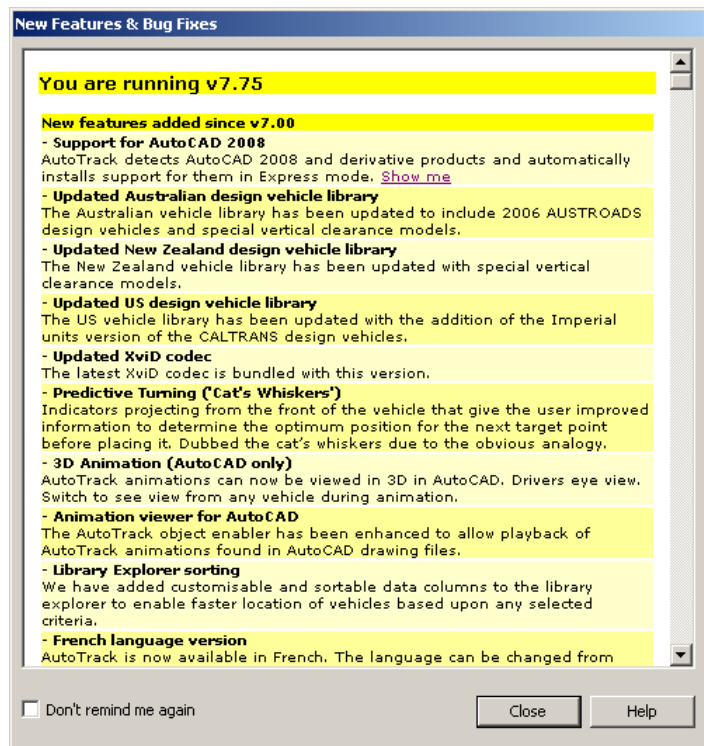 New Features & Bug Fixes
You are running v7.75
New features added since v7.00
- Support for AutoCAD 2008
AutoTrack detects AutoCAD 2008 and derivative products and automatically
installs support for them in Express mode. Show me
- Updated Australian design vehicle library
The Australian vehicle library has been updated to include 2006 AUSTROADS
design vehicles and special vertical clearance models.
- Updated New Zealand design vehicle library
The New Zealand vehicle library has been updated with special vertical
clearance models.
- Updated US design vehicle library
The US vehicle library has been updated with the addition of the Imperial
units version of the CALTRANS design vehicles.
- Updated XviD codec
The latest XviD codec is bundled with this version.
- Predictive Turning ('Cat's Whiskers')
Indicators projecting from the front of the vehicle that give the user improved
information to determine the optimum position for the next target point
before placing it. Dubbed the cat's whiskers due to the obvious analogy.
- 3D Animation (AutoCAD only)
AutoTrack animations can now be viewed in 3D in AutoCAD. Drivers eye view.
Switch to see view from any vehicle during animation.
- Animation viewer for AutoCAD
The AutoTrack object enabler has been enhanced to allow playback of
AutoTrack animations found in AutoCAD drawing files.
- Library Explorer sorting
We have added customisable and sortable data columns to the library
explorer to enable faster location of vehicles based upon any selected
criteria.
- French language version
AutoTrack is now available in French. The language can be changed from
Don't remind me again
Close
Help